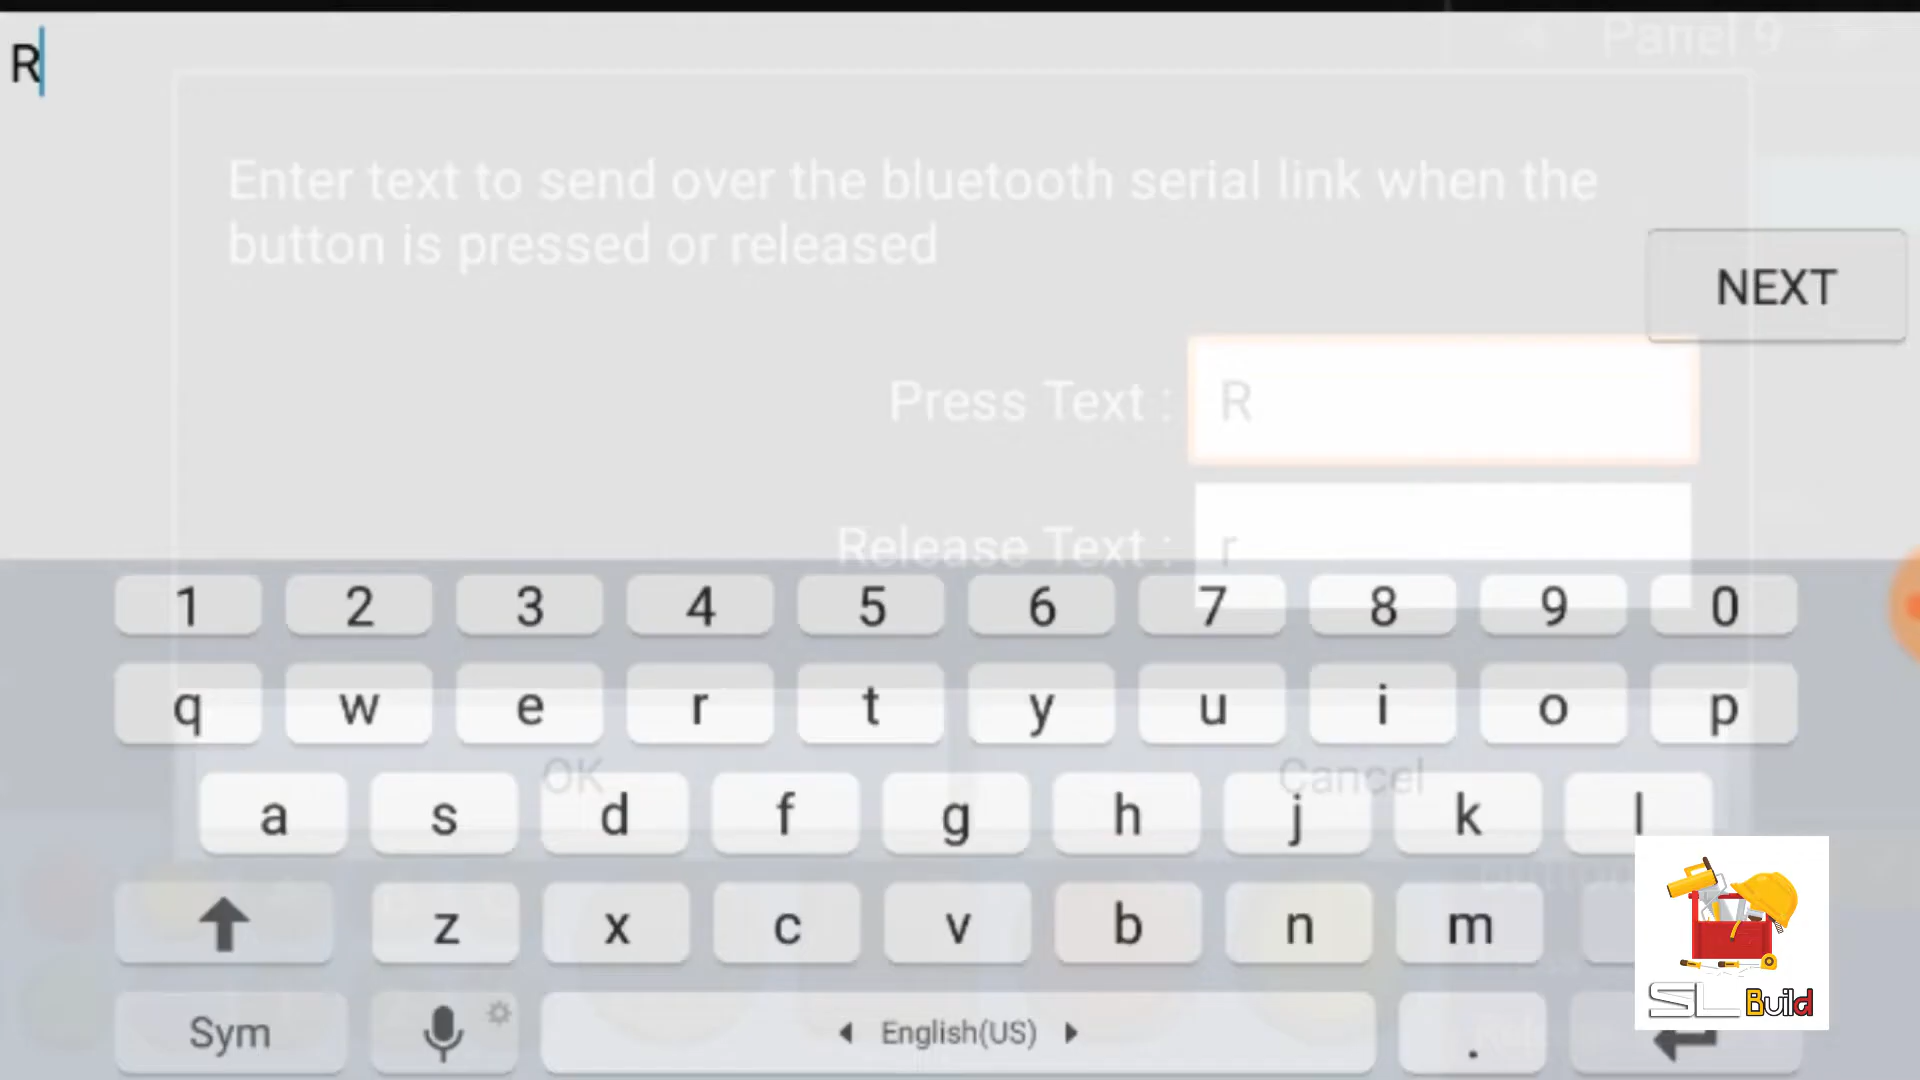 Panel 9
R
Enter text to send over the bluetooth serial link when the
button is pressed or released
NEXT
Press Text : R
Release Text : r
1 2 3 4 5 6 7 8 9 0
q w e r t y u i o p
OK Cancel
a s d f g h j k l
z x c v b n m
Sym English(US) .
SL Build